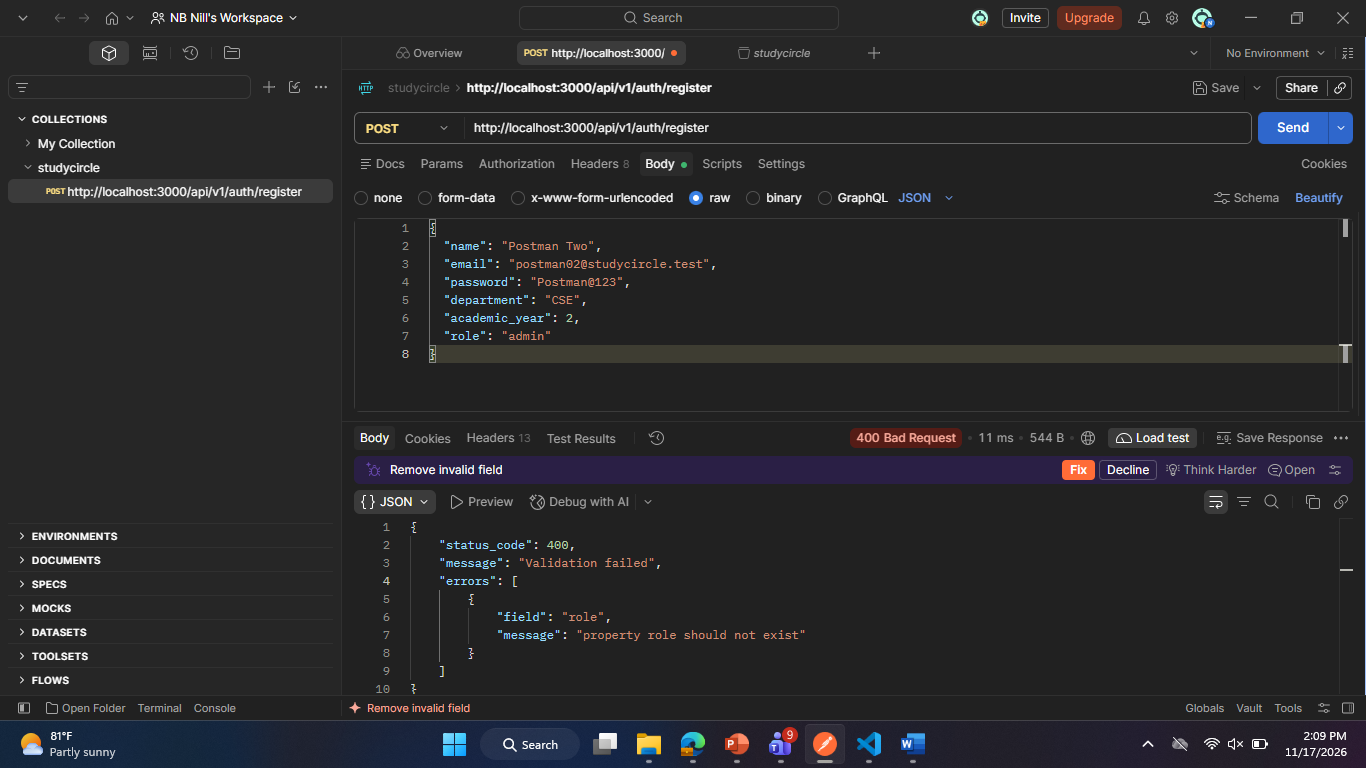 NB Nill's Workspace
Search
Invite
Upgrade
Overview
POST http://localhost:3000/
studycircle
No Environment
HTTP studycircle > http://localhost:3000/api/v1/auth/register
Save
Share
COLLECTIONS
My Collection
studycircle
POST http://localhost:3000/api/v1/auth/register
POST
http://localhost:3000/api/v1/auth/register
Send
Docs
Params
Authorization
Headers 8
Body
Scripts
Settings
Cookies
none
form-data
x-www-form-urlencoded
raw
binary
GraphQL
JSON
Schema
Beautify
1 {
2 "name": "Postman Two",
3 "email": "postman02@studycircle.test",
4 "password": "Postman@123",
5 "department": "CSE",
6 "academic_year": 2,
7 "role": "admin"
8 }
Body
Cookies
Headers 13
Test Results
400 Bad Request
11 ms
544 B
Load test
e.g. Save Response
Remove invalid field
Fix
Decline
Think Harder
Open
{} JSON
Preview
Debug with AI
1 {
2 "status_code": 400,
3 "message": "Validation failed",
4 "errors": [
5 {
6 "field": "role",
7 "message": "property role should not exist"
8 }
9 ]
10 }
ENVIRONMENTS
DOCUMENTS
SPECS
MOCKS
DATASETS
TOOLSETS
FLOWS
Open Folder
Terminal
Console
Remove invalid field
Globals
Vault
Tools
81°F
Partly sunny
Search
9
2:09 PM
11/17/2026